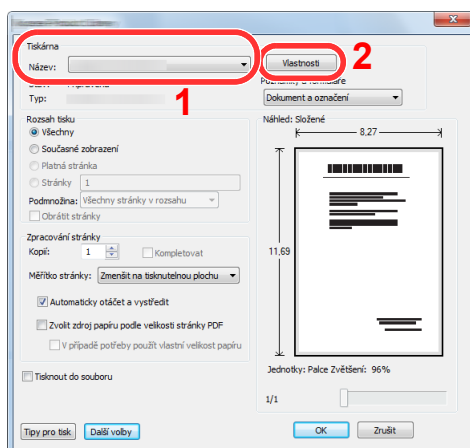 Tiskárna
Název:
Vlastnosti
2
1
Typ:
Dokument a označení
Rozsah tisku
Všechny
Současné zobrazení
Platná stránka
Stránky 1
Podmnožina: Všechny stránky v rozsahu
Obrátit stránky
Zpracování stránky
Kopií: 1 Kompletovat
Měřítko stránky: Zmenšit na tisknutelnou plochu
Automaticky otáčet a vystředit
Zvolit zdroj papíru podle velikosti stránky PDF
V případě potřeby použít vlastní velikost papíru
Tisknout do souboru
Náhled: Složené
8,27
11,69
Jednotky: Palce Zvětšení: 96%
1/1
Tipy pro tisk Další volby
OK Zrušit